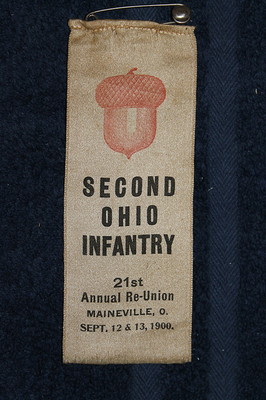 SECOND
OHIO
INFANTRY
21st
Annual Re-Union
MAINEVILLE, O.
SEPT. 12 & 13, 1900.